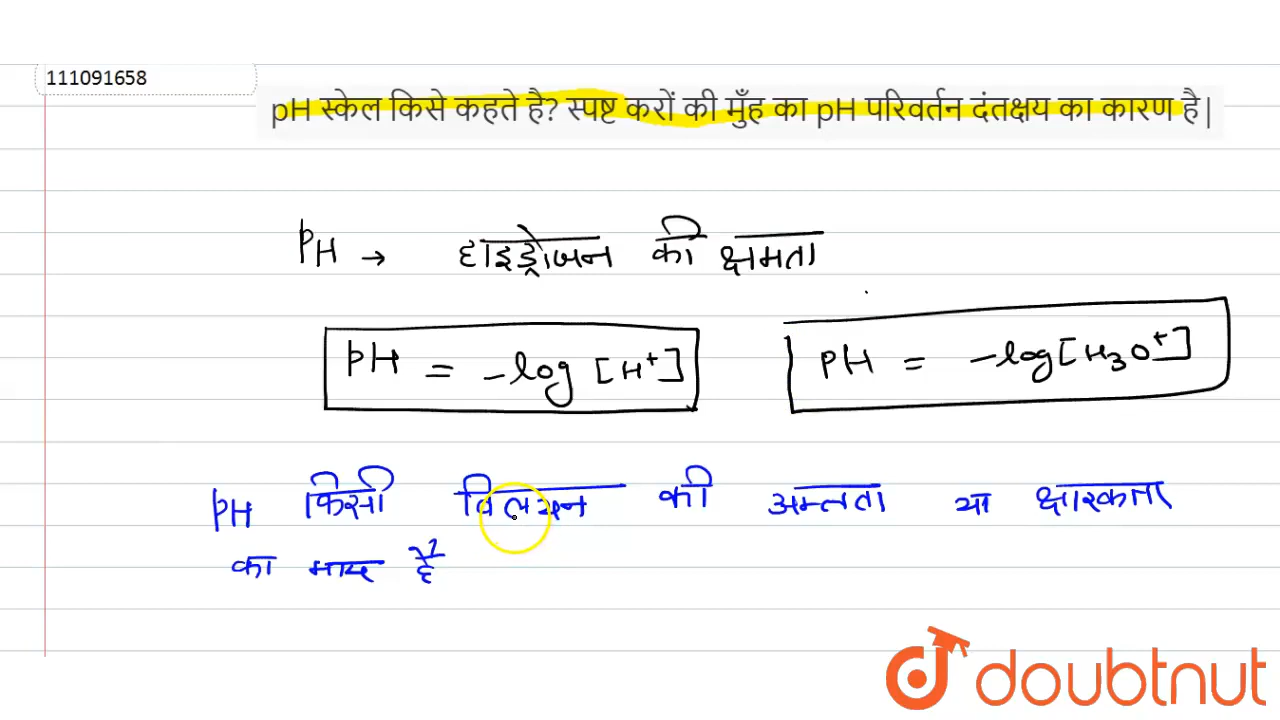 111091658
pH स्केल किसे कहते है? स्पष्ट करों की मुँह का pH परिवर्तन दंतक्षय का कारण है|
PH → हाइड्रोजन की क्षमता
PH = -log [H+] PH = -log[H3O+]
PH किसी विलयन की अम्लता या क्षारकता
का माप है
doubtnut